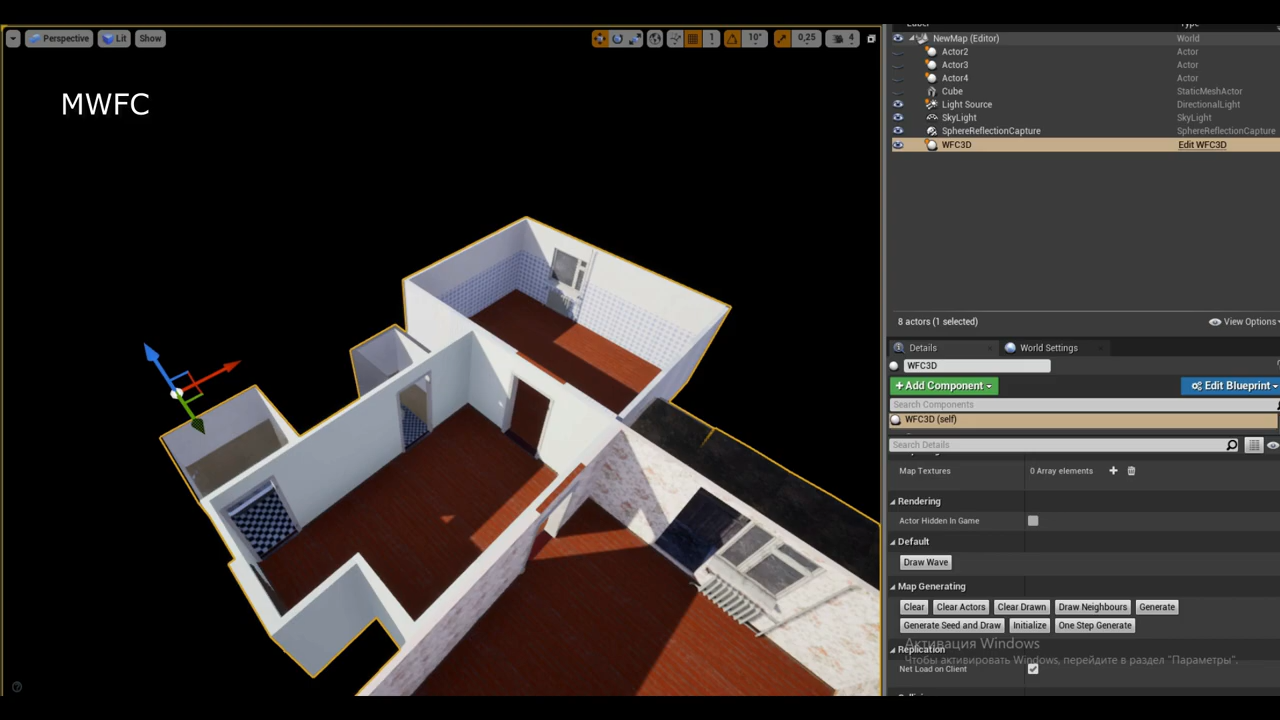 Perspective Lit Show 1 10° 0,25 4
MWFC
NewMap (Editor) World
Actor2 Actor
Actor3 Actor
Actor4 Actor
Cube StaticMeshActor
Light Source DirectionalLight
SkyLight SkyLight
SphereReflectionCapture SphereReflectionCapture
WFC3D Edit WFC3D
8 actors (1 selected) View Options
Details World Settings
WFC3D
+ Add Component Edit Blueprint
Search Components
WFC3D (self)
Search Details
Map Textures 0 Array elements
Rendering
Actor Hidden In Game
Default
Draw Wave
Map Generating
Clear Clear Actors Clear Drawn Draw Neighbours Generate
Generate Seed and Draw Initialize One Step Generate
Активация Windows
Replication
Чтобы активировать Windows, перейдите в раздел "Параметры".
Net Load on Client